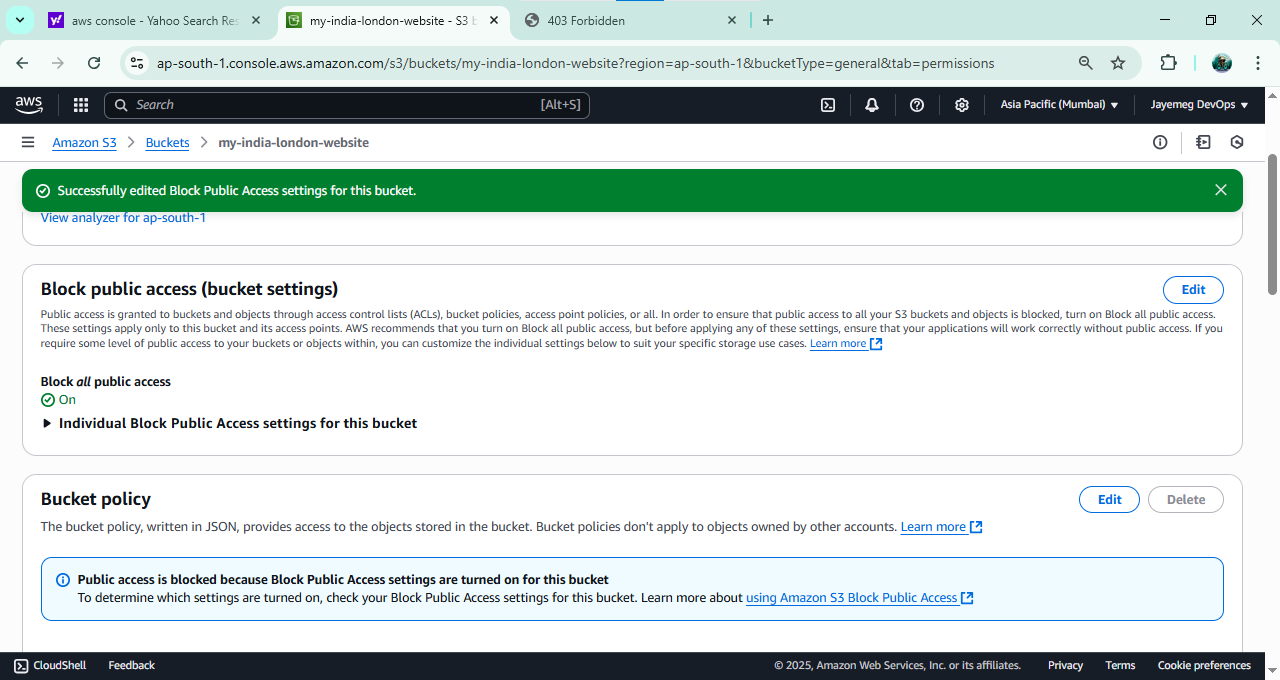 aws console - Yahoo Search Res
my-india-london-website - S3 b
403 Forbidden
ap-south-1.console.aws.amazon.com/s3/buckets/my-india-london-website?region=ap-south-1&bucketType=general&tab=permissions
aws
Search
[Alt+S]
Asia Pacific (Mumbai)
Jayemeg DevOps
Amazon S3
Buckets
my-india-london-website
Successfully edited Block Public Access settings for this bucket.
View analyzer for ap-south-1
Block public access (bucket settings)
Edit
Public access is granted to buckets and objects through access control lists (ACLs), bucket policies, access point policies, or all. In order to ensure that public access to all your S3 buckets and objects is blocked, turn on Block all public access.
These settings apply only to this bucket and its access points. AWS recommends that you turn on Block all public access, but before applying any of these settings, ensure that your applications will work correctly without public access. If you
require some level of public access to your buckets or objects within, you can customize the individual settings below to suit your specific storage use cases. Learn more
Block all public access
On
Individual Block Public Access settings for this bucket
Bucket policy
Edit
Delete
The bucket policy, written in JSON, provides access to the objects stored in the bucket. Bucket policies don't apply to objects owned by other accounts. Learn more
Public access is blocked because Block Public Access settings are turned on for this bucket
To determine which settings are turned on, check your Block Public Access settings for this bucket. Learn more about using Amazon S3 Block Public Access
CloudShell
Feedback
© 2025, Amazon Web Services, Inc. or its affiliates.
Privacy
Terms
Cookie preferences